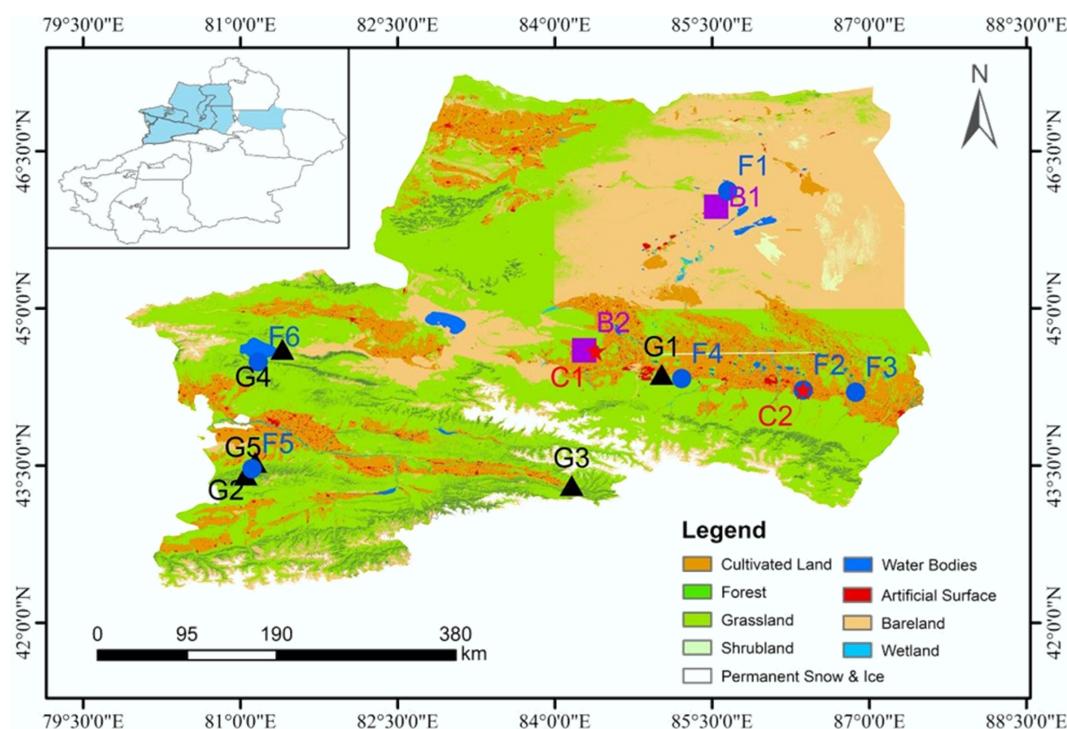 79°30'0"E 81°0'0"E 82°30'0"E 84°0'0"E 85°30'0"E 87°0'0"E 88°30'0"E
N
46°30'0"N 46°30'0"N
F1
B1
45°0'0"N 45°0'0"N
B2
F6 G1 F4 F2 F3
G4 C1
C2
G5 F5
G3
43°30'0"N 43°30'0"N
G2
Legend
Cultivated Land Water Bodies
Forest Artificial Surface
Grassland Bareland
Shrubland Wetland
Permanent Snow & Ice
42°0'0"N 42°0'0"N
0 95 190 380
km
79°30'0"E 81°0'0"E 82°30'0"E 84°0'0"E 85°30'0"E 87°0'0"E 88°30'0"E